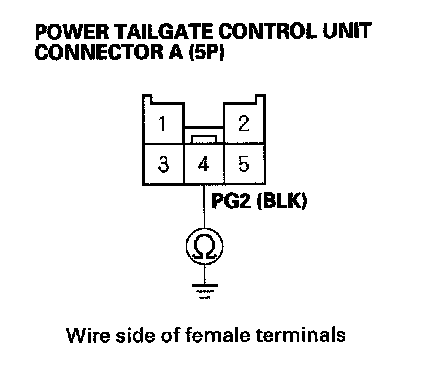 POWER TAILGATE CONTROL UNIT
CONNECTOR A (5P)
1 2
3 4 5
PG2 (BLK)
Ω
Wire side of female terminals